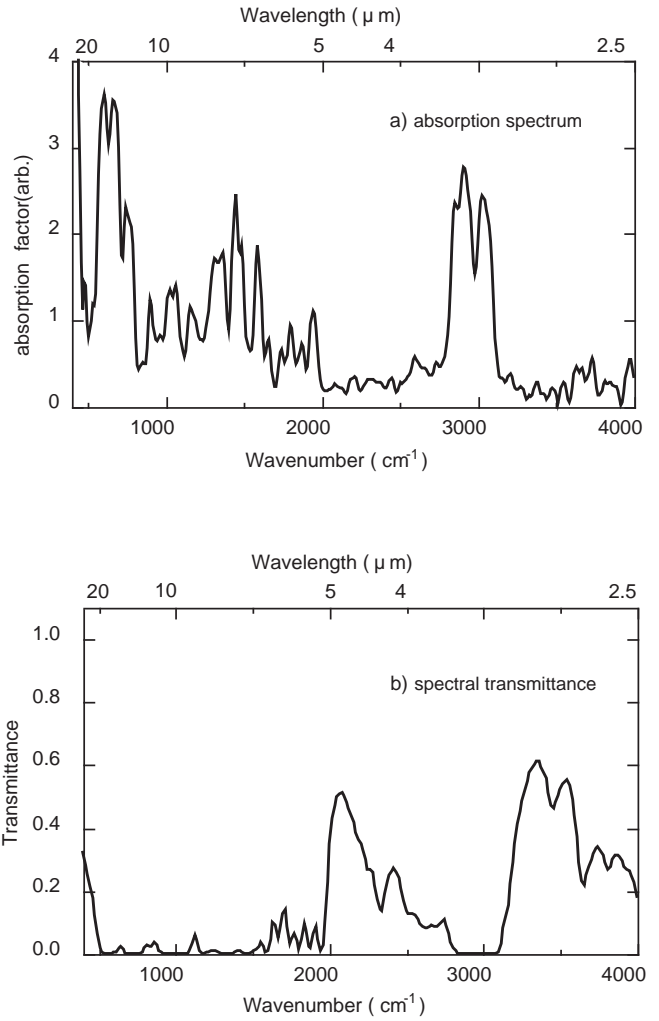 Wavelength ( μ m)
20 10 5 4 2.5
4
a) absorption spectrum
3
2
1
0
absorption factor(arb.)
1000 2000 3000 4000
Wavenumber ( cm-1)
Wavelength ( μ m)
20 10 5 4 2.5
1.0
b) spectral transmittance
0.8
0.6
0.4
0.2
0.0
Transmittance
1000 2000 3000 4000
Wavenumber ( cm-1)